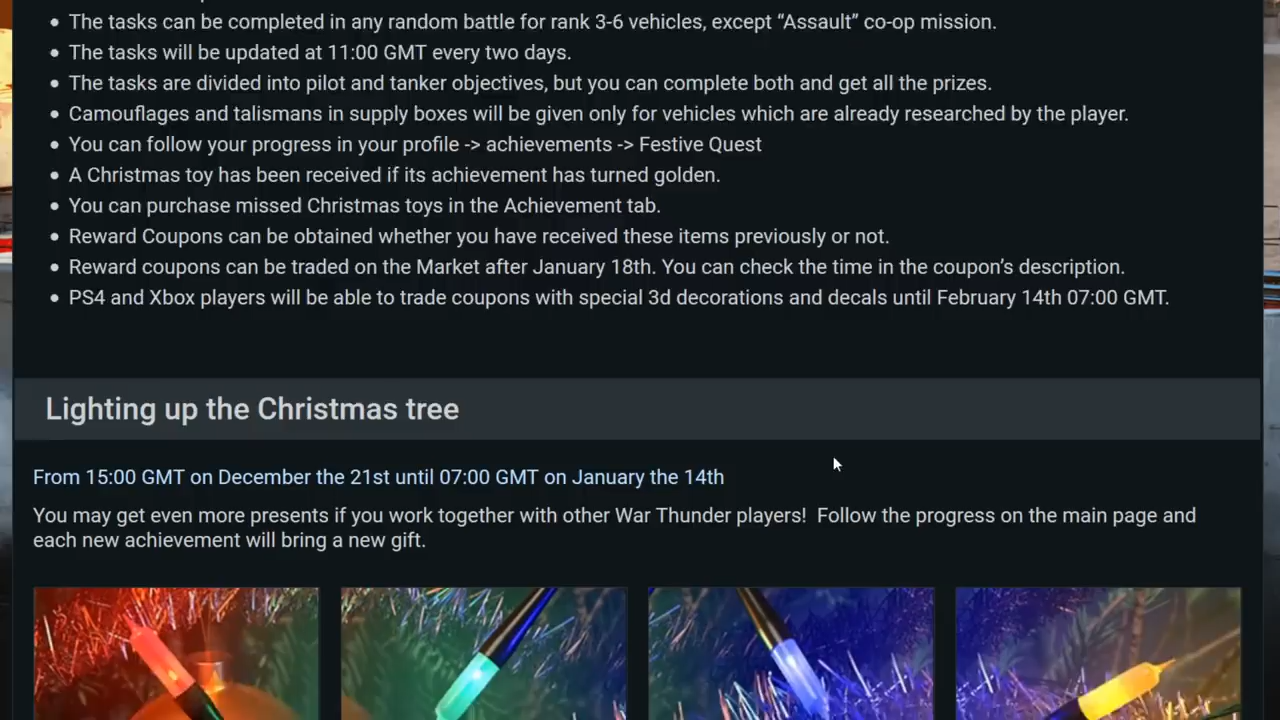 The tasks can be completed in any random battle for rank 3-6 vehicles, except “Assault” co-op mission.
The tasks will be updated at 11:00 GMT every two days.
The tasks are divided into pilot and tanker objectives, but you can complete both and get all the prizes.
Camouflages and talismans in supply boxes will be given only for vehicles which are already researched by the player.
You can follow your progress in your profile -> achievements -> Festive Quest
A Christmas toy has been received if its achievement has turned golden.
You can purchase missed Christmas toys in the Achievement tab.
Reward Coupons can be obtained whether you have received these items previously or not.
Reward coupons can be traded on the Market after January 18th. You can check the time in the coupon’s description.
PS4 and Xbox players will be able to trade coupons with special 3d decorations and decals until February 14th 07:00 GMT.
Lighting up the Christmas tree
From 15:00 GMT on December the 21st until 07:00 GMT on January the 14th
You may get even more presents if you work together with other War Thunder players!  Follow the progress on the main page and
each new achievement will bring a new gift.